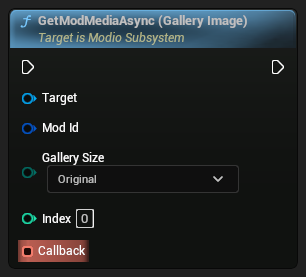 f GetModMediaAsync (Gallery Image)
Target is Modio Subsystem
Target
Mod Id
Gallery Size
Original
Index 0
Callback